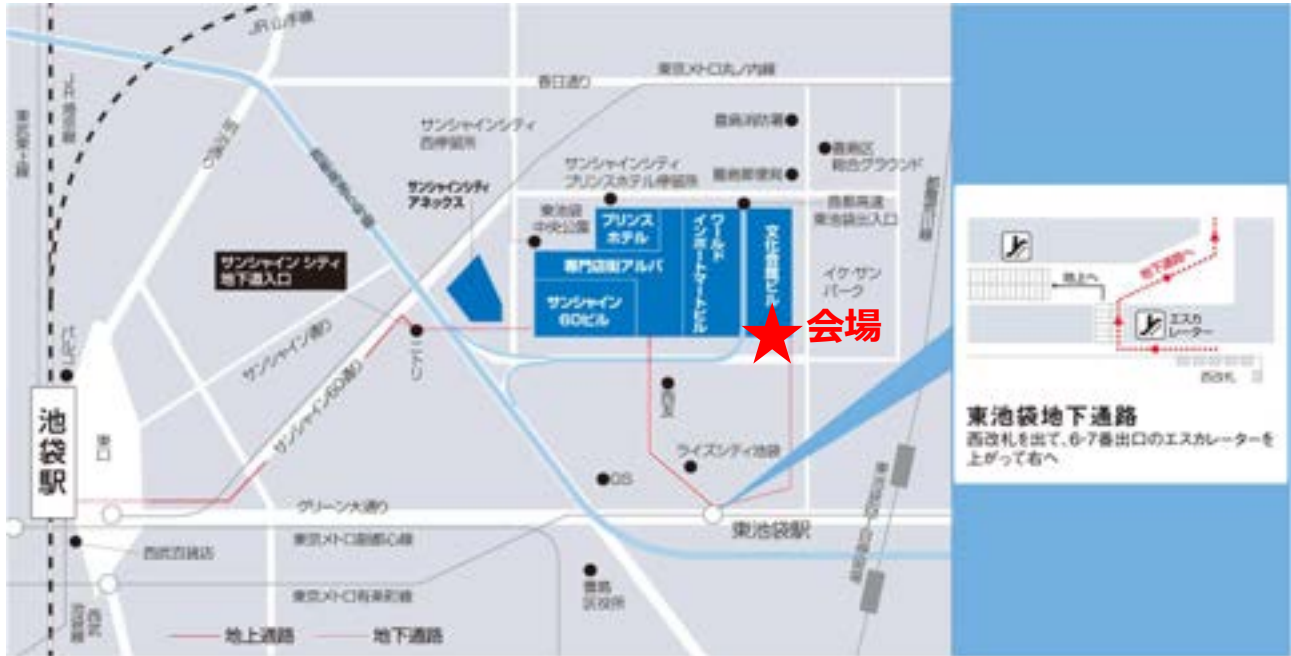 JR山手線
JR埼京線
東武東上線
明治通り
春日通り
東京メトロ丸ノ内線
サンシャインシティ
西停留所
豊島消防署
豊島区
総合グラウンド
サンシャインシティ
プリンスホテル停留所
豊島郵便局
サンシャインシティ
アネックス
東池袋
中央公園
プリンス
ホテル
ワールド
インポートマートビル
文化会館ビル
首都高速
東池袋出入口
専門店街アルパ
サンシャイン シティ
地下道入口
サンシャイン
60ビル
イケ・サン
パーク
会場
サンシャイン通り
サンシャイン60通り
ライズシティ池袋
池袋駅
東口
GS
グリーン大通り
東池袋駅
西武百貨店
東京メトロ副都心線
東京メトロ有楽町線
豊島
区役所
地上通路
地下通路
地下通路へ
地上へ
エスカ
レーター
西改札
東池袋地下通路
西改札を出て、6・7番出口のエスカレーターを
上がって右へ